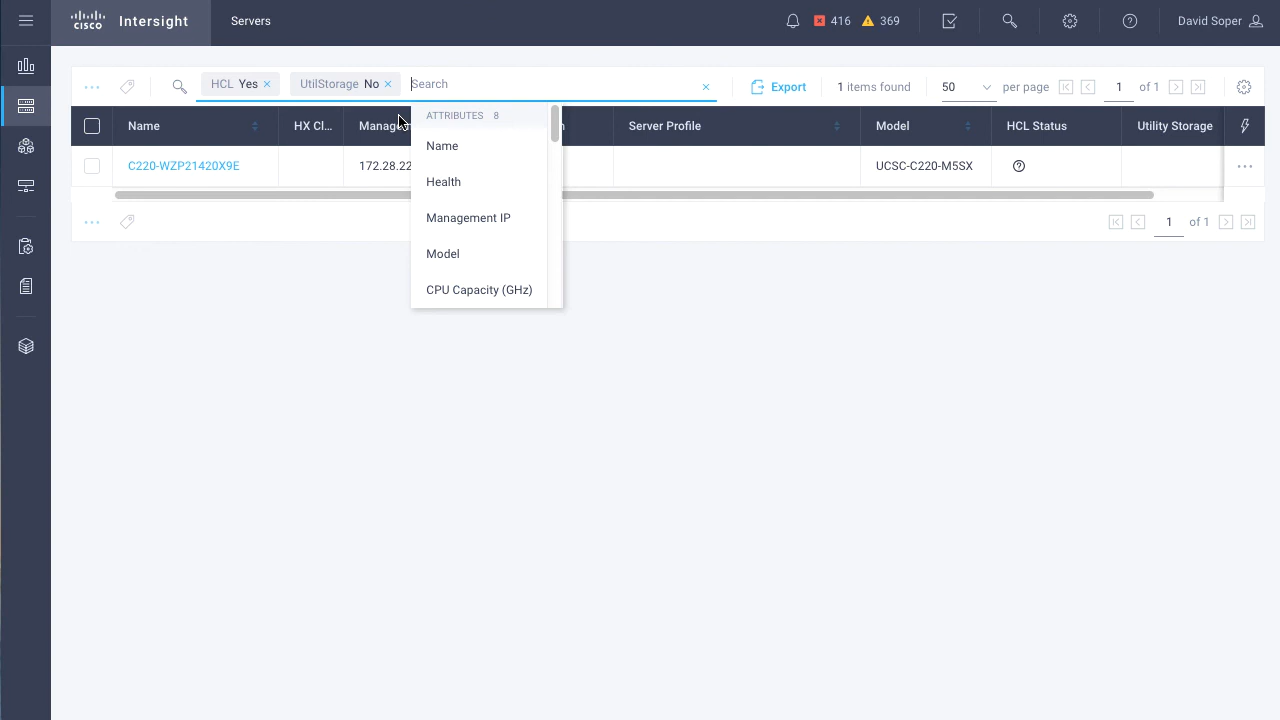 cisco Intersight Servers 416 369 David Soper
HCL Yes × UtilStorage No × Search × Export 1 items found 50 per page 1 of 1
Name HX Cl... Managem n Server Profile Model HCL Status Utility Storage
C220-WZP21420X9E 172.28.22 UCSC-C220-M5SX
ATTRIBUTES 8
Name
Health
Management IP
Model
CPU Capacity (GHz)
1 of 1